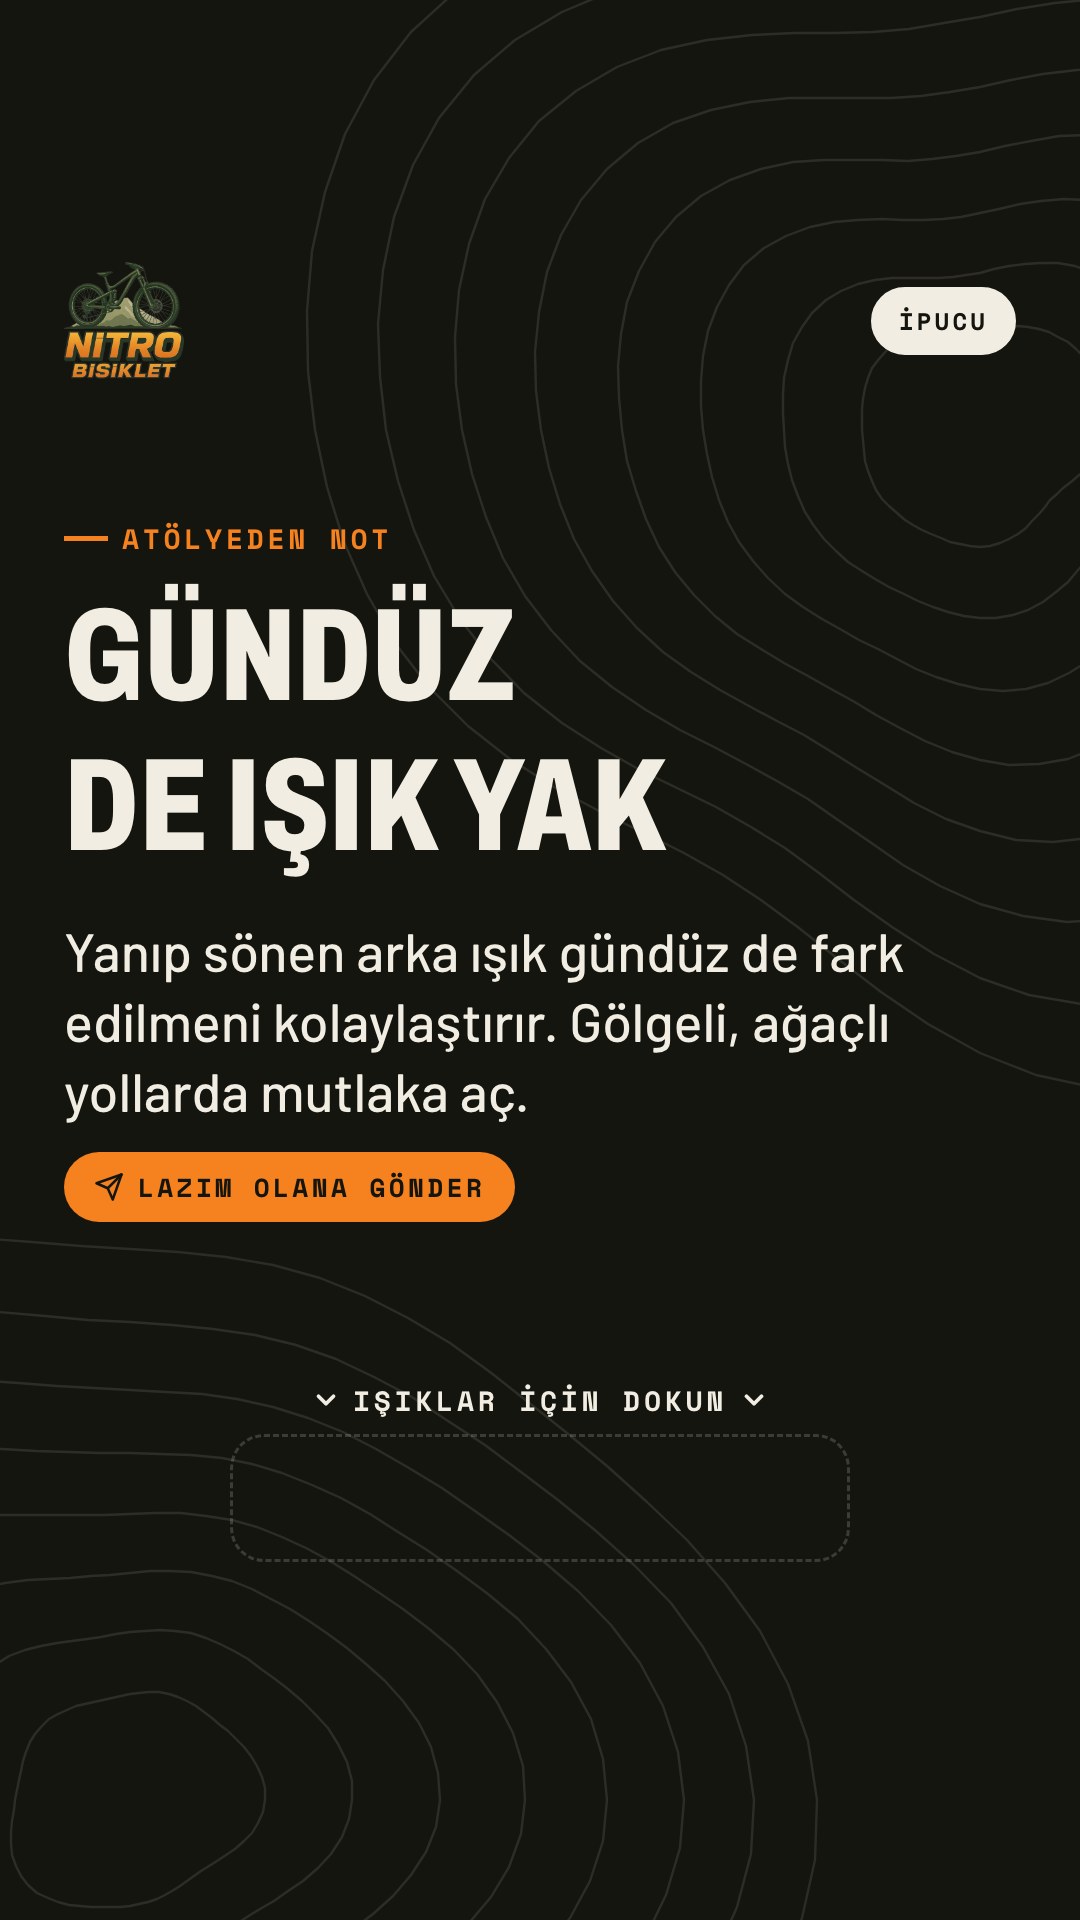 NiTRO
BiSiKLET
İPUCU
ATÖLYEDEN NOT
GÜNDÜZ
DE IŞIK YAK
Yanıp sönen arka ışık gündüz de fark
edilmeni kolaylaştırır. Gölgeli, ağaçlı
yollarda mutlaka aç.
LAZIM OLANA GÖNDER
IŞIKLAR İÇİN DOKUN